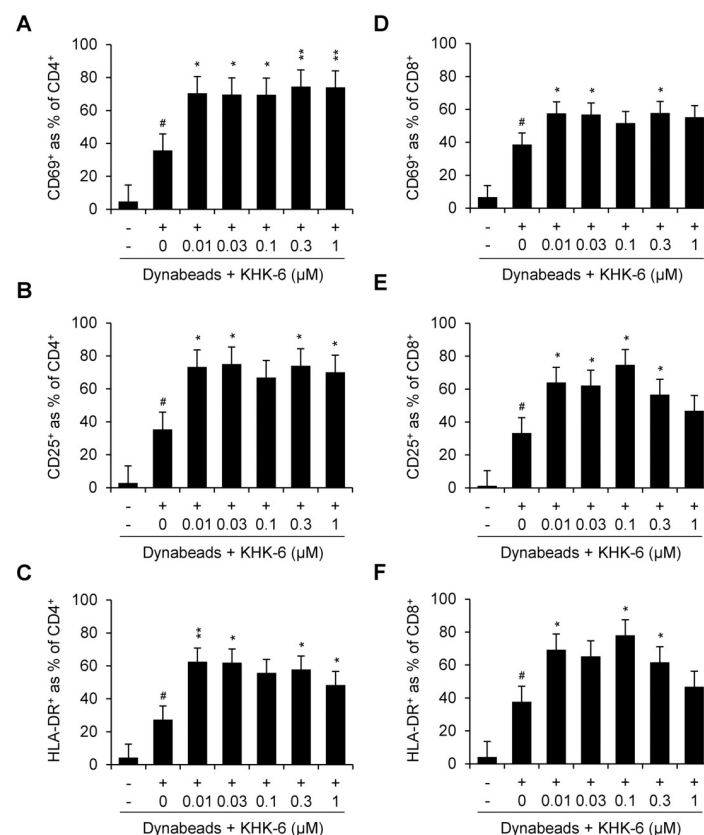 A
CD69⁺ as % of CD4⁺
100
80
60
40
20
0
# * * * ** **
- + + + + + +
- 0 0.01 0.03 0.1 0.3 1
Dynabeads + KHK-6 (µM)
B
CD25⁺ as % of CD4⁺
100
80
60
40
20
0
# * * * *
- + + + + + +
- 0 0.01 0.03 0.1 0.3 1
Dynabeads + KHK-6 (µM)
C
HLA-DR⁺ as % of CD4⁺
100
80
60
40
20
0
# ** * * *
- + + + + + +
- 0 0.01 0.03 0.1 0.3 1
Dynabeads + KHK-6 (µM)
D
CD69⁺ as % of CD8⁺
100
80
60
40
20
0
# * * *
- + + + + + +
- 0 0.01 0.03 0.1 0.3 1
Dynabeads + KHK-6 (µM)
E
CD25⁺ as % of CD8⁺
100
80
60
40
20
0
# * * * *
- + + + + + +
- 0 0.01 0.03 0.1 0.3 1
Dynabeads + KHK-6 (µM)
F
HLA-DR⁺ as % of CD8⁺
100
80
60
40
20
0
# * * *
- + + + + + +
- 0 0.01 0.03 0.1 0.3 1
Dynabeads + KHK-6 (µM)